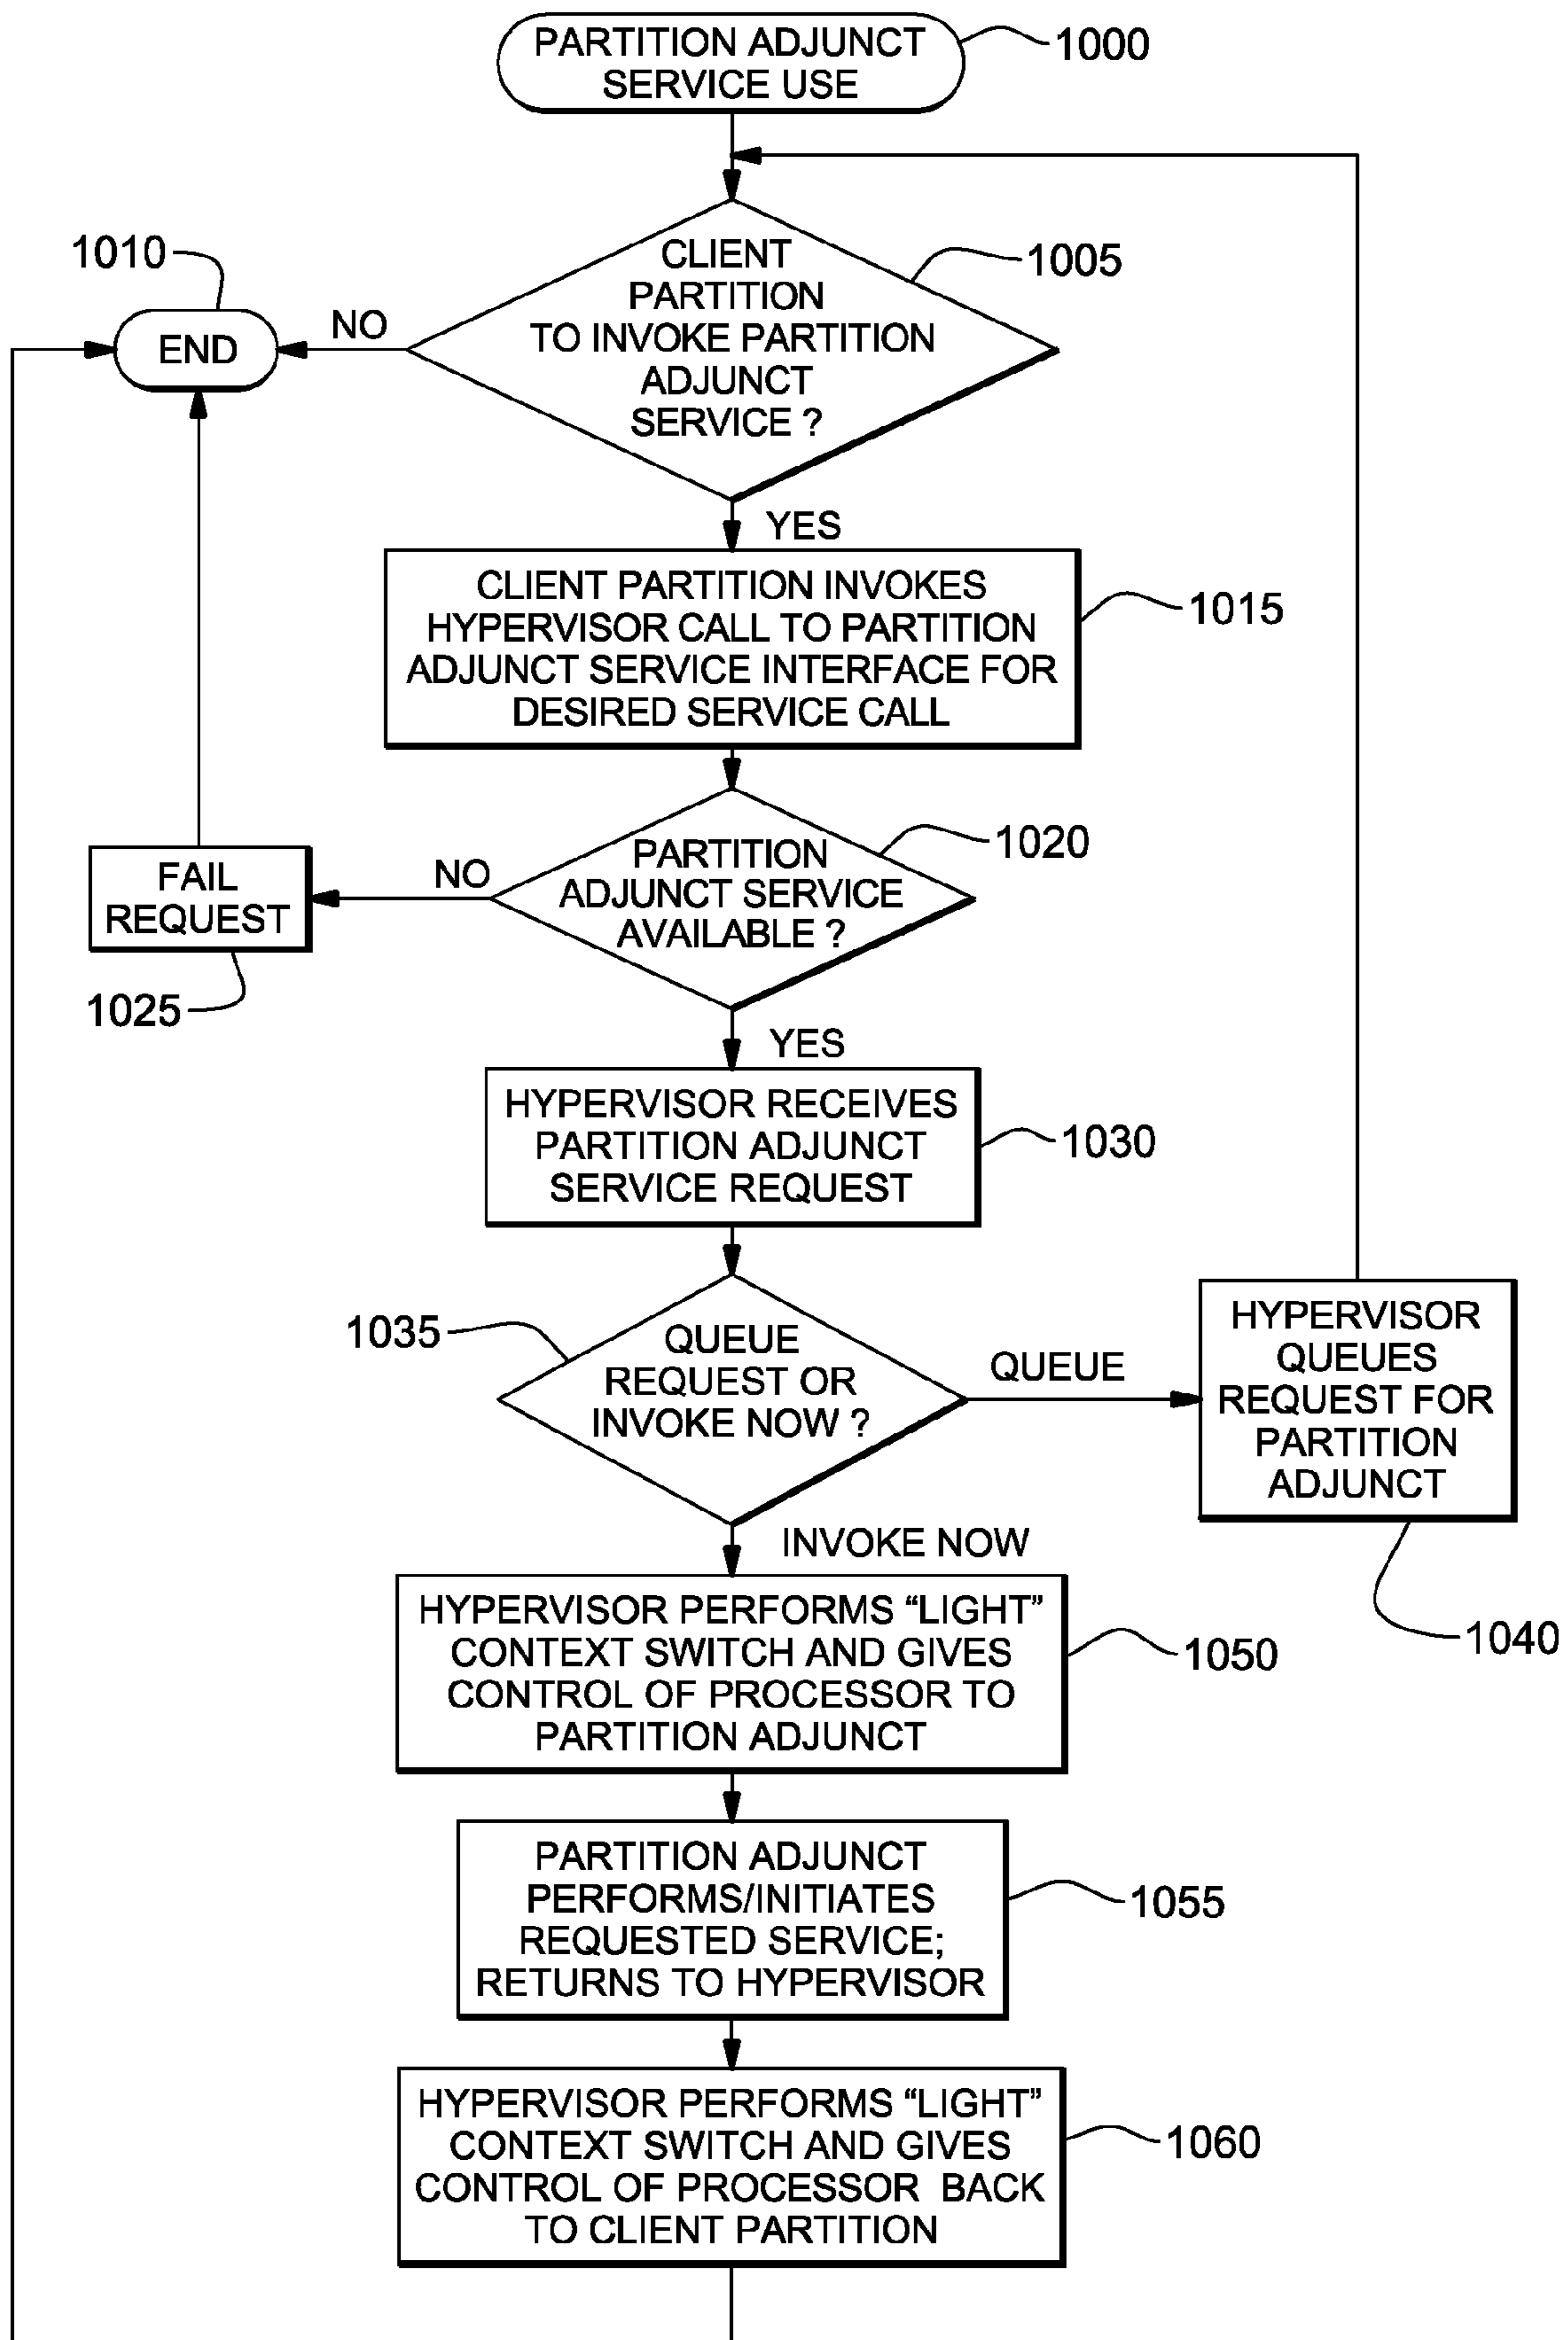 PARTITION ADJUNCT
SERVICE USE
1000
CLIENT
PARTITION
TO INVOKE PARTITION
ADJUNCT
SERVICE ?
1005
1010
END
NO
YES
CLIENT PARTITION INVOKES
HYPERVISOR CALL TO PARTITION
ADJUNCT SERVICE INTERFACE FOR
DESIRED SERVICE CALL
1015
PARTITION
ADJUNCT SERVICE
AVAILABLE ?
1020
NO
FAIL
REQUEST
1025
YES
HYPERVISOR RECEIVES
PARTITION ADJUNCT
SERVICE REQUEST
1030
1035
QUEUE
REQUEST OR
INVOKE NOW ?
QUEUE
HYPERVISOR
QUEUES
REQUEST FOR
PARTITION
ADJUNCT
1040
INVOKE NOW
HYPERVISOR PERFORMS “LIGHT”
CONTEXT SWITCH AND GIVES
CONTROL OF PROCESSOR TO
PARTITION ADJUNCT
1050
PARTITION ADJUNCT
PERFORMS/INITIATES
REQUESTED SERVICE;
RETURNS TO HYPERVISOR
1055
HYPERVISOR PERFORMS “LIGHT”
CONTEXT SWITCH AND GIVES
CONTROL OF PROCESSOR BACK
TO CLIENT PARTITION
1060